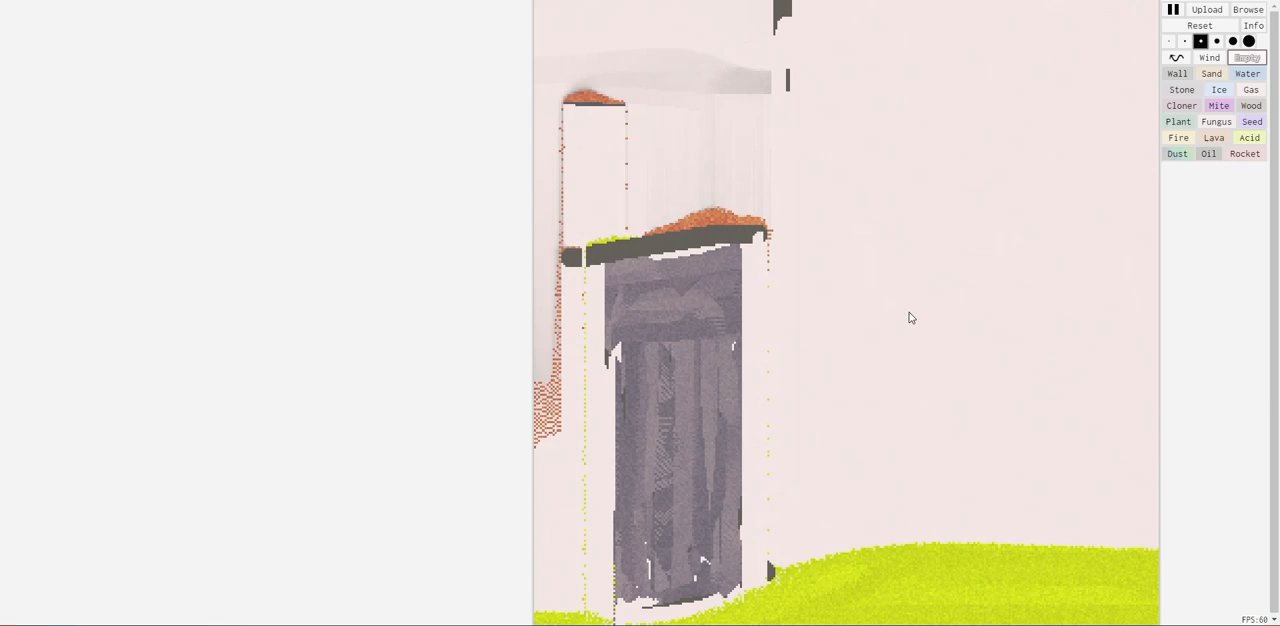 Upload Browse
Reset Info
Wind Empty
Wall Sand Water
Stone Ice Gas
Cloner Mite Wood
Plant Fungus Seed
Fire Lava Acid
Dust Oil Rocket
FPS:60